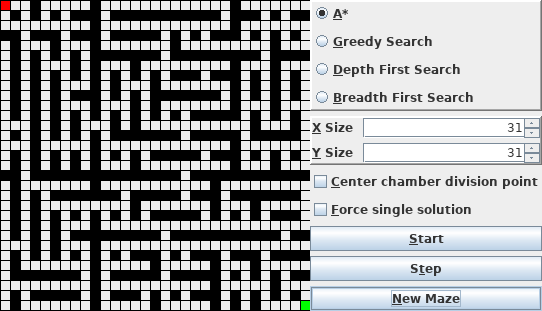 A*
Greedy Search
Depth First Search
Breadth First Search
X Size 31
Y Size 31
Center chamber division point
Force single solution
Start
Step
New Maze